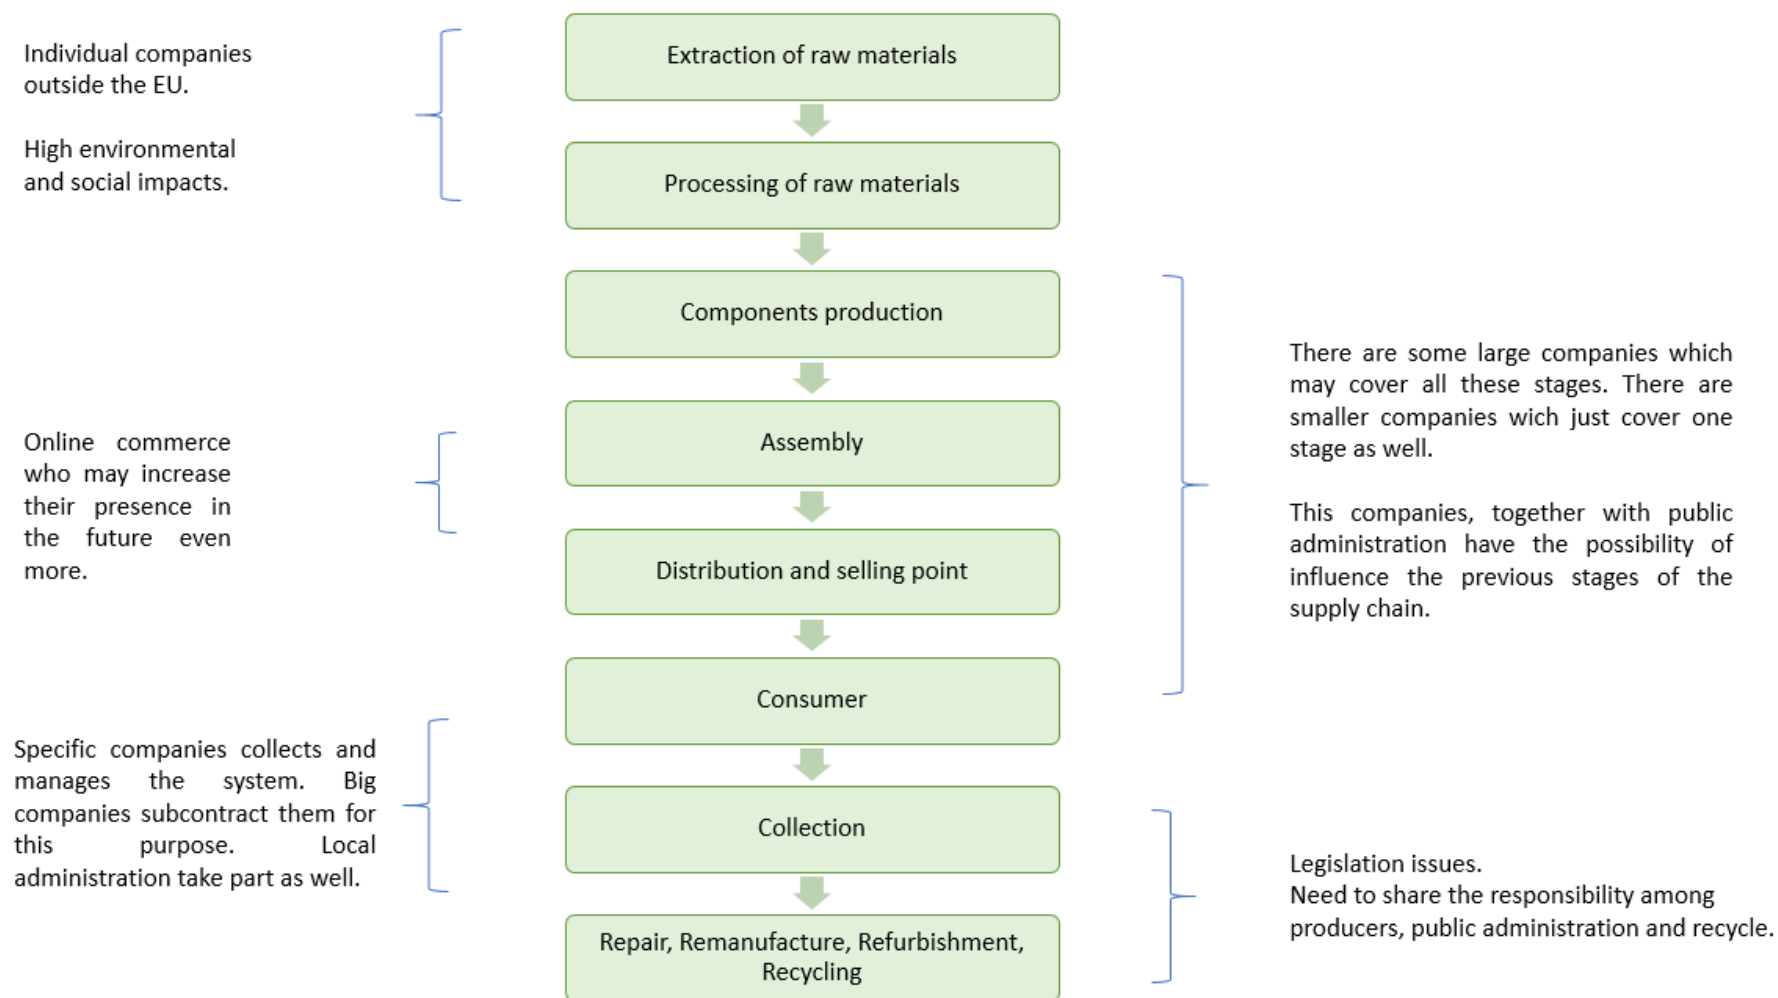 Extraction of raw materials
Individual companies
outside the EU.
High environmental
and social impacts.
Processing of raw materials
Components production
There are some large companies which
may cover all these stages. There are
smaller companies wich just cover one
stage as well.
This companies, together with public
administration have the possibility of
influence the previous stages of the
supply chain.
Assembly
Online commerce
who may increase
their presence in
the future even
more.
Distribution and selling point
Consumer
Specific companies collects and
manages the system. Big
companies subcontract them for
this purpose. Local
administration take part as well.
Collection
Legislation issues.
Need to share the responsibility among
producers, public administration and recycle.
Repair, Remanufacture, Refurbishment,
Recycling